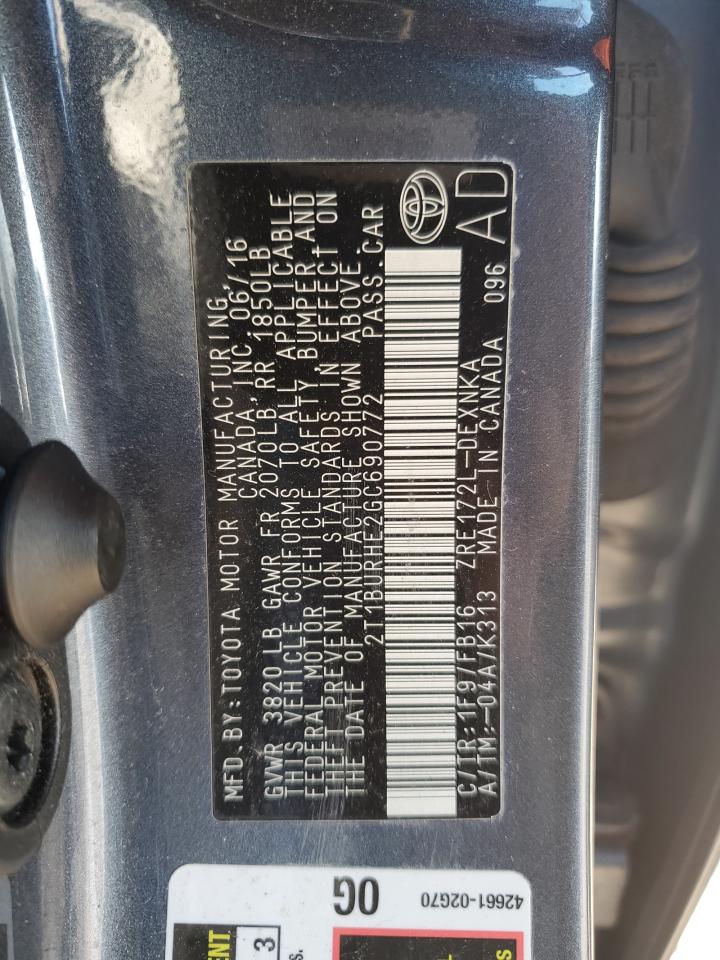 MFD. BY: TOYOTA MOTOR MANUFACTURING,
CANADA, INC. 06/16
GVWR 3820 LB GAWR FR 2070LB RR 1850LB
THIS VEHICLE CONFORMS TO ALL APPLICABLE
FEDERAL MOTOR VEHICLE SAFETY, BUMPER AND
THEFT PREVENTION STANDARDS IN EFFECT ON
THE DATE OF MANUFACTURE SHOWN ABOVE.
2T1BURHE2GC690772 PASS. CAR
C/TR: 1F9/FB16 ZRE172L-DEXNKA
A/TM: -04A/K313 MADE IN CANADA 096
AD
0G
42661-02G70
3